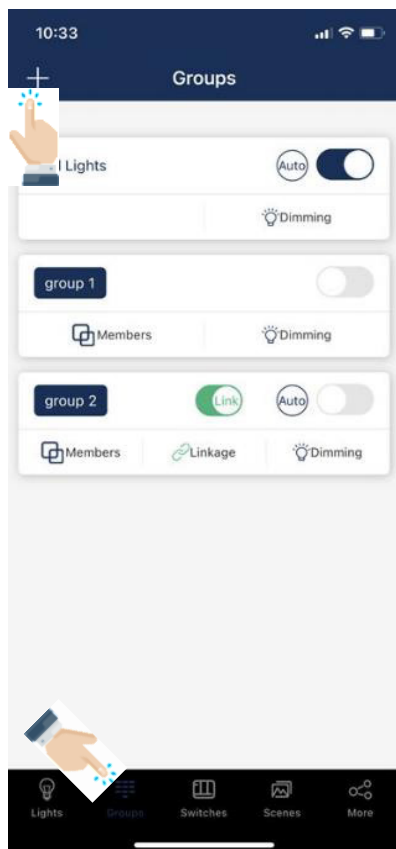 10:33
Groups
l Lights
Auto
Dimming
group 1
Members
Dimming
group 2
Link
Auto
Members
Linkage
Dimming
Lights
Groups
Switches
Scenes
More